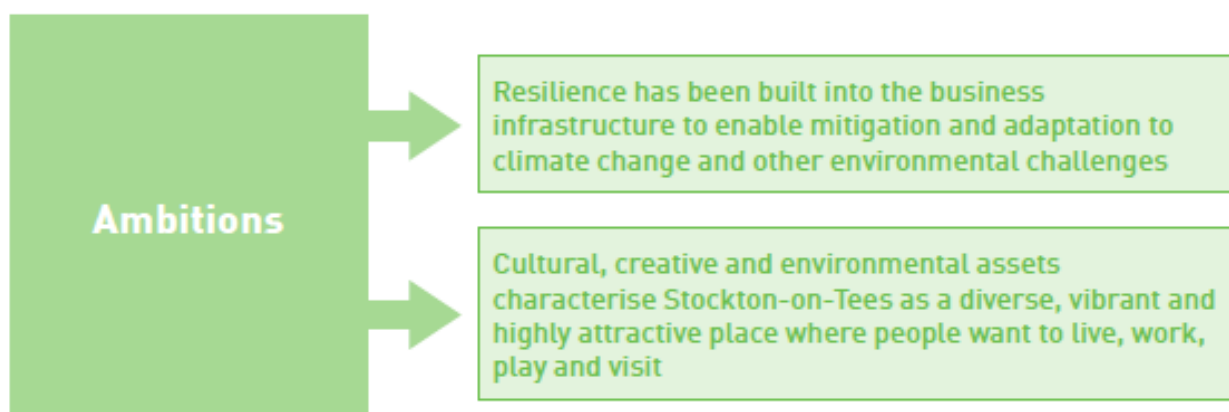 Ambitions
Resilience has been built into the business
infrastructure to enable mitigation and adaptation to
climate change and other environmental challenges
Cultural, creative and environmental assets
characterise Stockton-on-Tees as a diverse, vibrant and
highly attractive place where people want to live, work,
play and visit